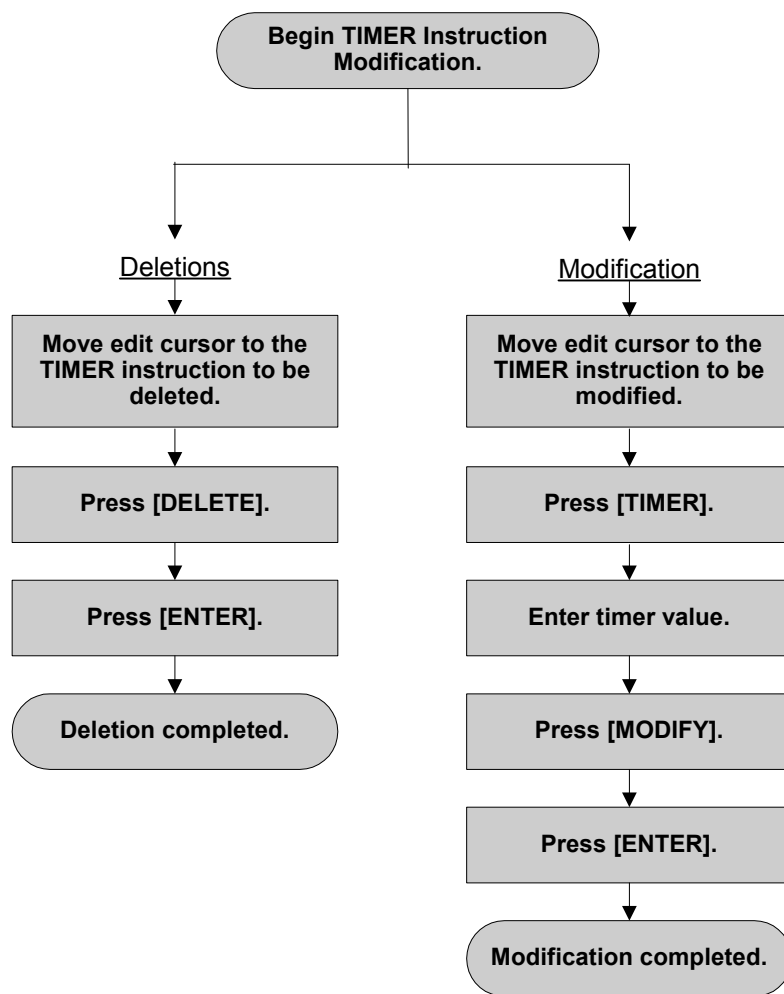 Begin TIMER Instruction
Modification.
Deletions
Move edit cursor to the
TIMER instruction to be
deleted.
Press [DELETE].
Press [ENTER].
Deletion completed.
Modification
Move edit cursor to the
TIMER instruction to be
modified.
Press [TIMER].
Enter timer value.
Press [MODIFY].
Press [ENTER].
Modification completed.